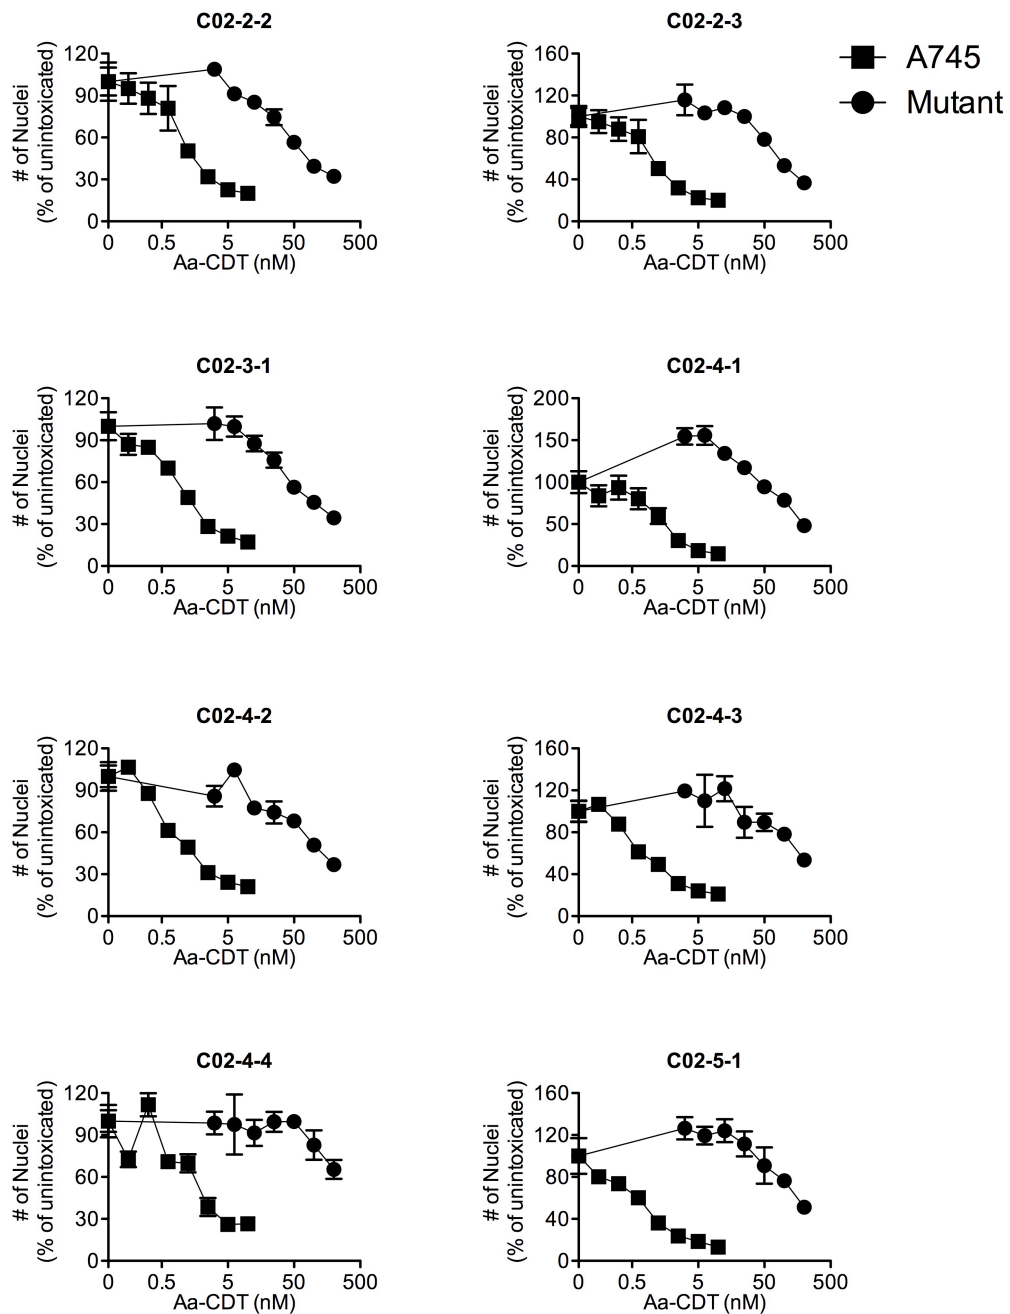 C02-2-2
# of Nuclei
(% of unintoxicated)
120
90
60
30
0
0 0.5 5 50 500
Aa-CDT (nM)
C02-2-3
# of Nuclei
(% of unintoxicated)
160
120
80
40
0
0 0.5 5 50 500
Aa-CDT (nM)
A745
Mutant
C02-3-1
# of Nuclei
(% of unintoxicated)
120
90
60
30
0
0 0.5 5 50 500
Aa-CDT (nM)
C02-4-1
# of Nuclei
(% of unintoxicated)
200
150
100
50
0
0 0.5 5 50 500
Aa-CDT (nM)
C02-4-2
# of Nuclei
(% of unintoxicated)
120
90
60
30
0
0 0.5 5 50 500
Aa-CDT (nM)
C02-4-3
# of Nuclei
(% of unintoxicated)
160
120
80
40
0
0 0.5 5 50 500
Aa-CDT (nM)
C02-4-4
# of Nuclei
(% of unintoxicated)
120
90
60
30
0
0 0.5 5 50 500
Aa-CDT (nM)
C02-5-1
# of Nuclei
(% of unintoxicated)
160
120
80
40
0
0 0.5 5 50 500
Aa-CDT (nM)